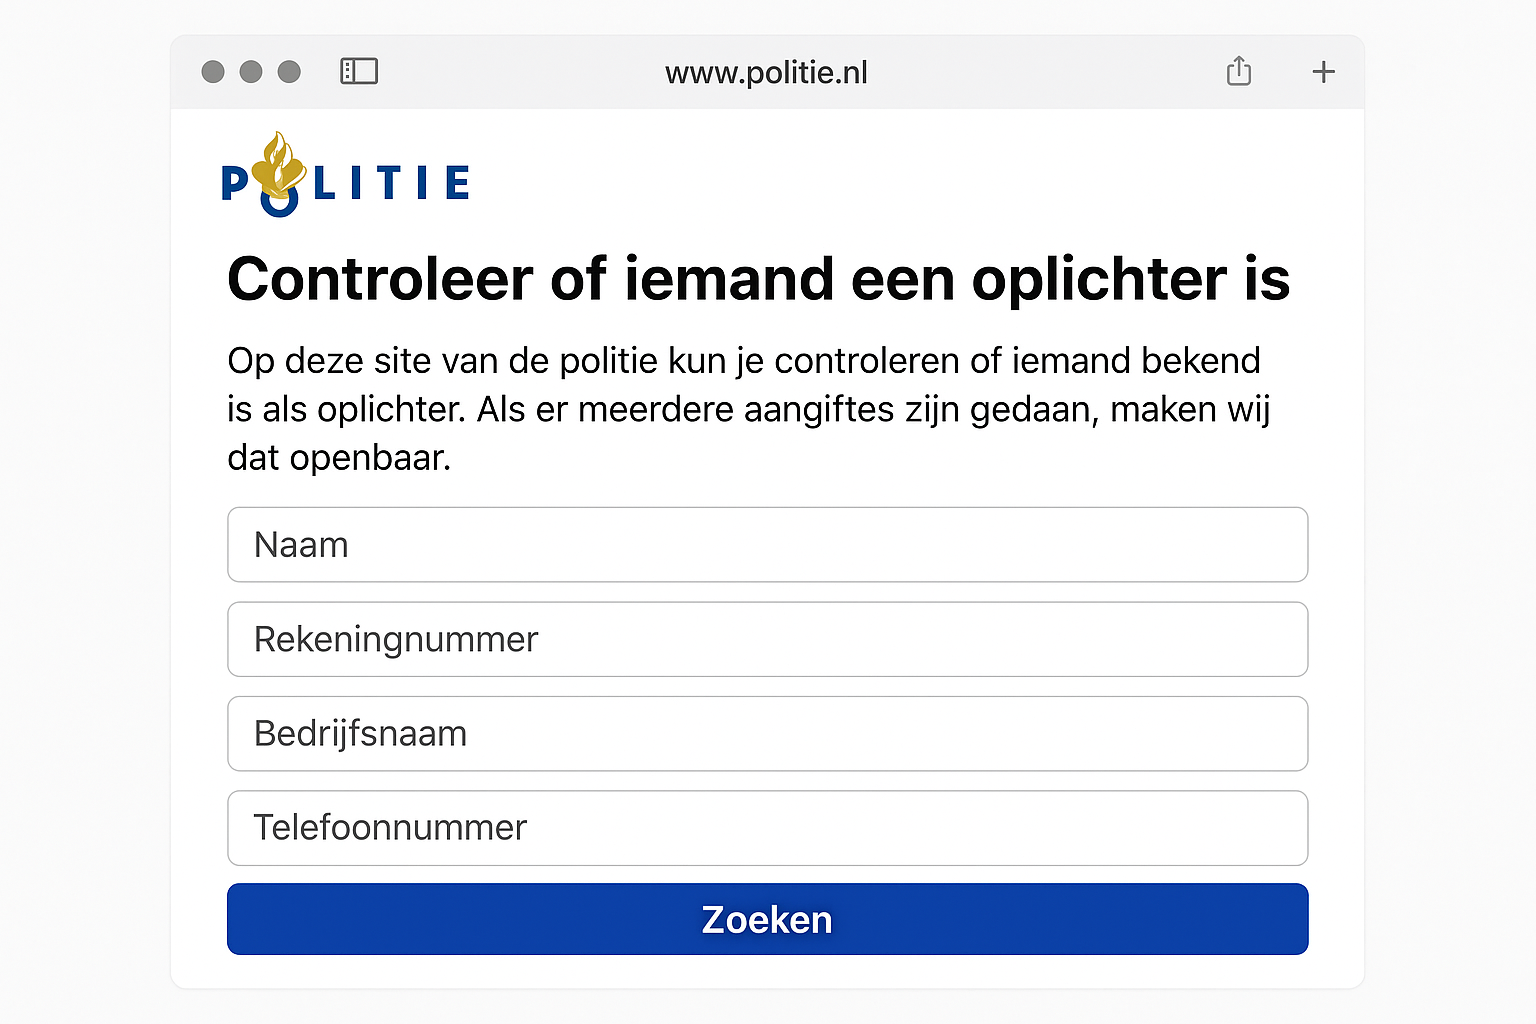 www.politie.nl
POLITIE
Controleer of iemand een oplichter is
Op deze site van de politie kun je controleren of iemand bekend
is als oplichter. Als er meerdere aangiftes zijn gedaan, maken wij
dat openbaar.
Naam
Rekeningnummer
Bedrijfsnaam
Telefoonnummer
Zoeken